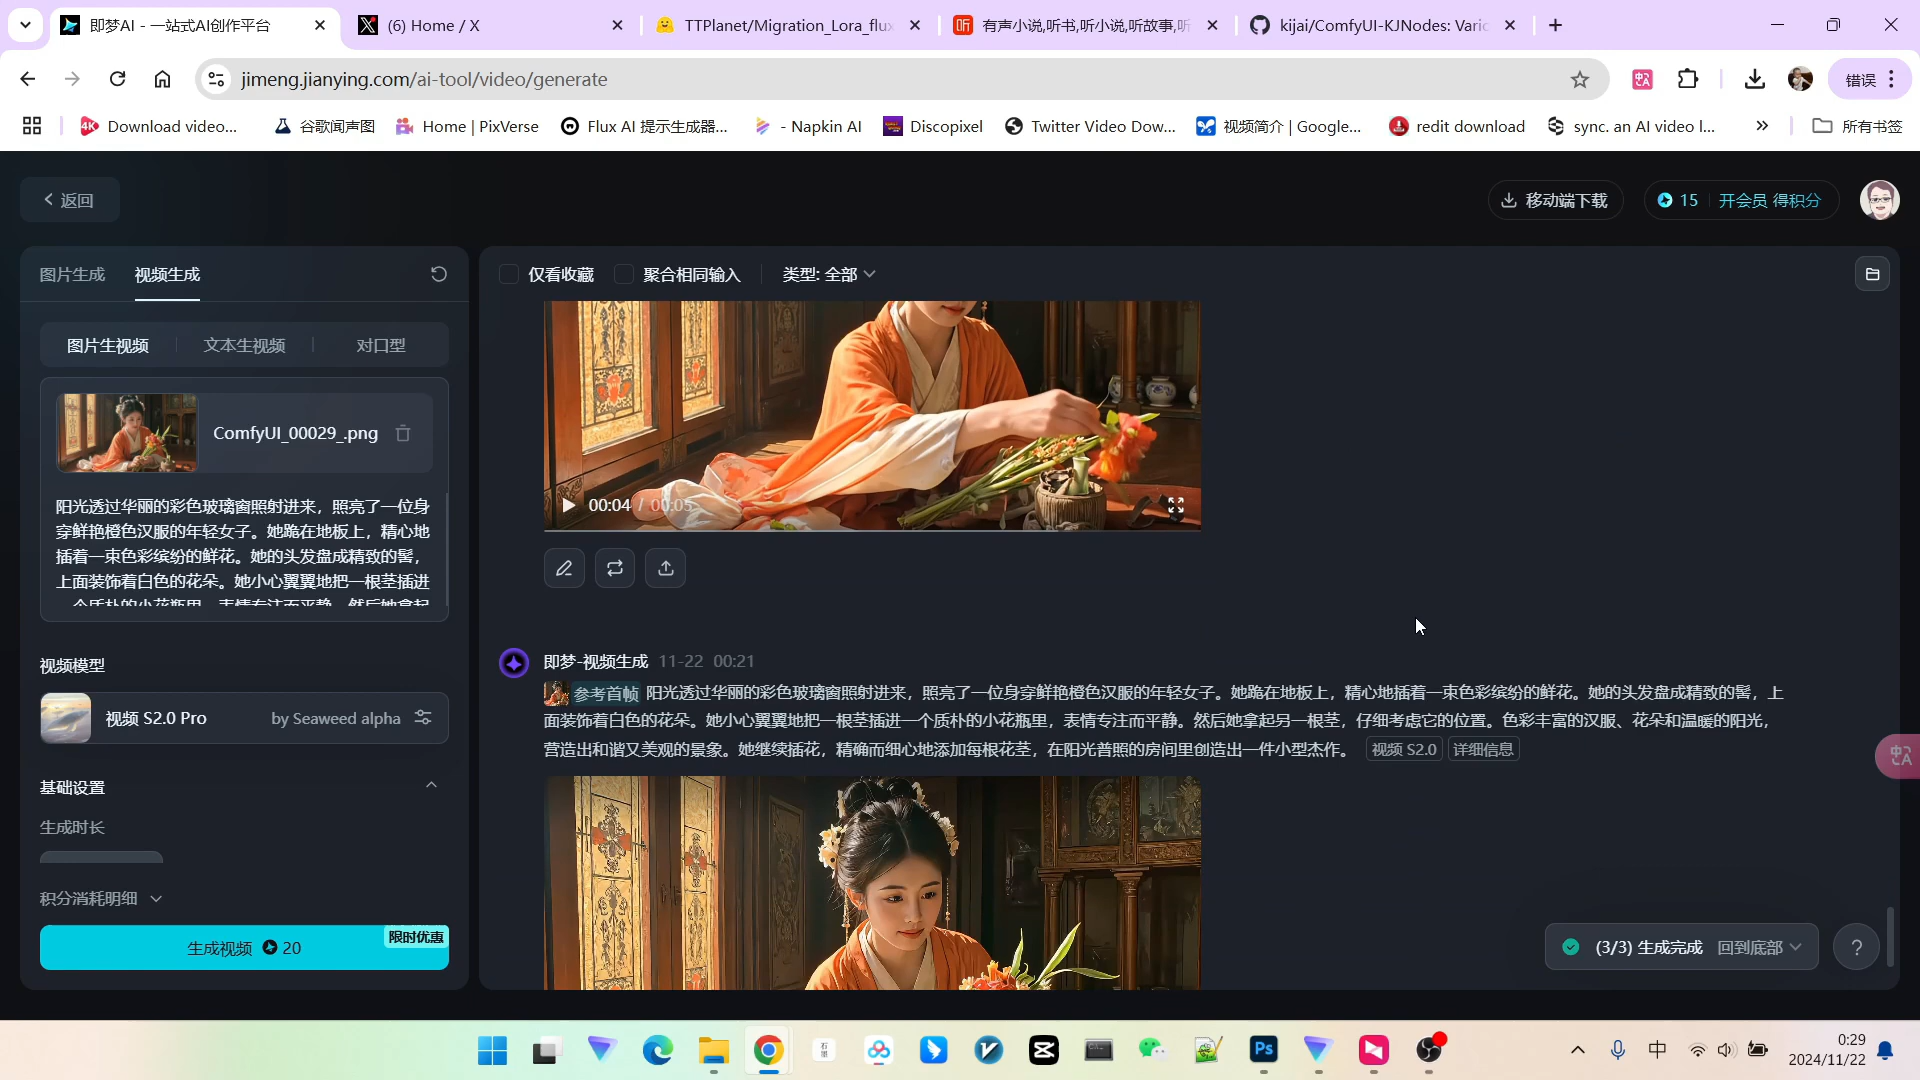 即梦AI - 一站式AI创作平台
(6) Home / X
TTPlanet/Migration_Lora_flux
有声小说,听书,听小说,听故事,听
kijai/ComfyUI-KJNodes: Vario
jimeng.jianying.com/ai-tool/video/generate
错误
Download video...
谷歌闻声图
Home | PixVerse
Flux AI 提示生成器...
- Napkin AI
Discopixel
Twitter Video Dow...
视频简介 | Google...
redit download
sync. an AI video l...
所有书签
返回
移动端下载
15
开会员 得积分
图片生成
视频生成
仅看收藏
聚合相同输入
类型: 全部
图片生视频
文本生视频
对口型
ComfyUI_00029_.png
阳光透过华丽的彩色玻璃窗照射进来，照亮了一位身
穿鲜艳橙色汉服的年轻女子。她跪在地板上，精心地
插着一束色彩缤纷的鲜花。她的头发盘成精致的髻，
上面装饰着白色的花朵。她小心翼翼地把一根茎插进
一个质朴的小花瓶里，表情专注而平静。然后她拿起
00:04 / 00:05
视频模型
视频 S2.0 Pro
by Seaweed alpha
基础设置
生成时长
积分消耗明细
生成视频
20
限时优惠
即梦-视频生成 11-22 00:21
参考首帧 阳光透过华丽的彩色玻璃窗照射进来，照亮了一位身穿鲜艳橙色汉服的年轻女子。她跪在地板上，精心地插着一束色彩缤纷的鲜花。她的头发盘成精致的髻，上
面装饰着白色的花朵。她小心翼翼地把一根茎插进一个质朴的小花瓶里，表情专注而平静。然后她拿起另一根茎，仔细考虑它的位置。色彩丰富的汉服、花朵和温暖的阳光，
营造出和谐又美观的景象。她继续插花，精确而细心地添加每根花茎，在阳光普照的房间里创造出一件小型杰作。 视频 S2.0 详细信息
(3/3) 生成完成 回到底部
Ps
中
0:29
2024/11/22